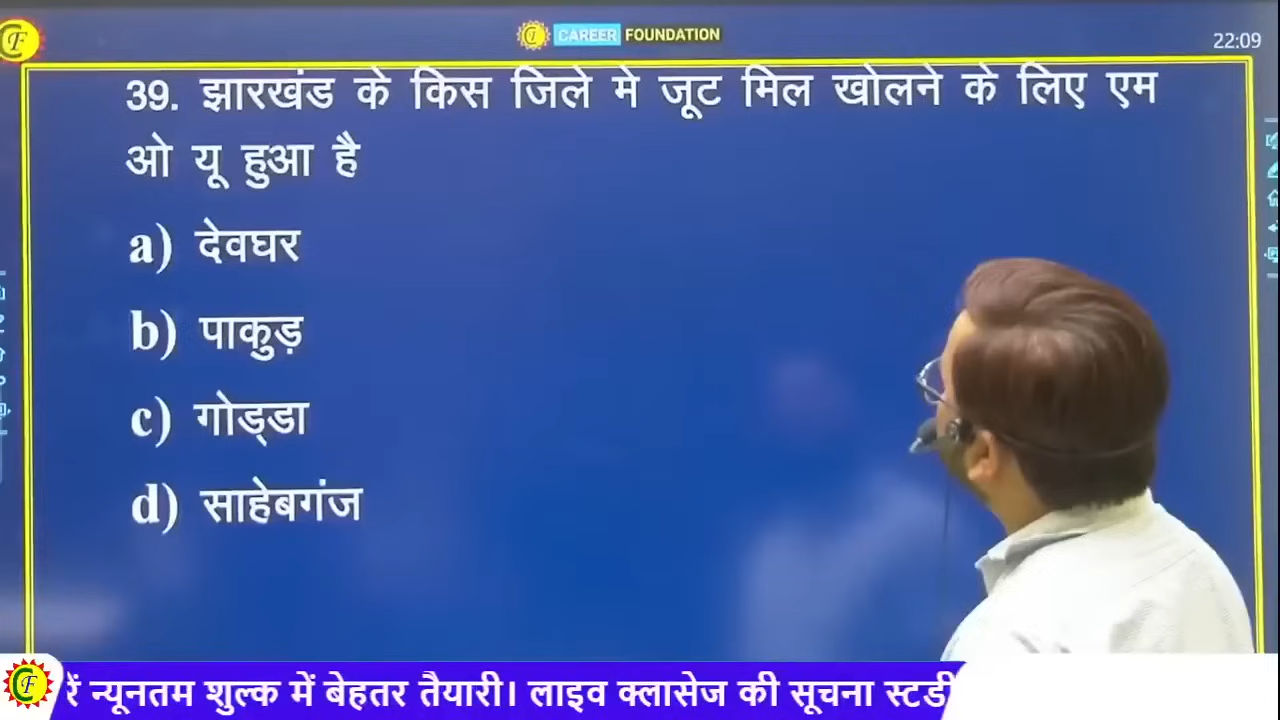 CAREER FOUNDATION
22:09
39. झारखंड के किस जिले मे जूट मिल खोलने के लिए एम
ओ यू हुआ है
a) देवघर
b) पाकुड़
c) गोड्डा
d) साहेबगंज
रें न्यूनतम शुल्क में बेहतर तैयारी। लाइव क्लासेज की सूचना स्टडी